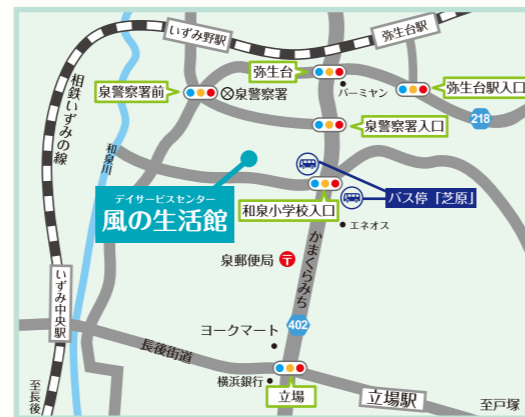 いずみ野駅
弥生台駅
相鉄いずみの線
泉警察署前
泉警察署
弥生台
バーミヤン
弥生台駅入口
218
泉警察署入口
和泉川
デイサービスセンター
風の生活館
バス停「芝原」
和泉小学校入口
エネオス
かまくらみち
泉郵便局
いずみ中央駅
402
ヨークマート
長後街道
横浜銀行
立場
立場駅
至長後
至戸塚